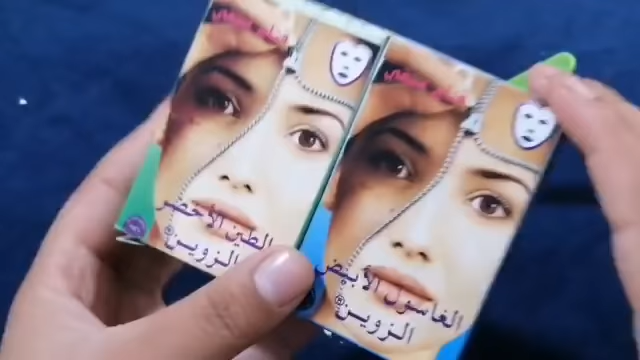 الطين الأخضر
الزوين®
الغاسول الأبيض
الزوين®